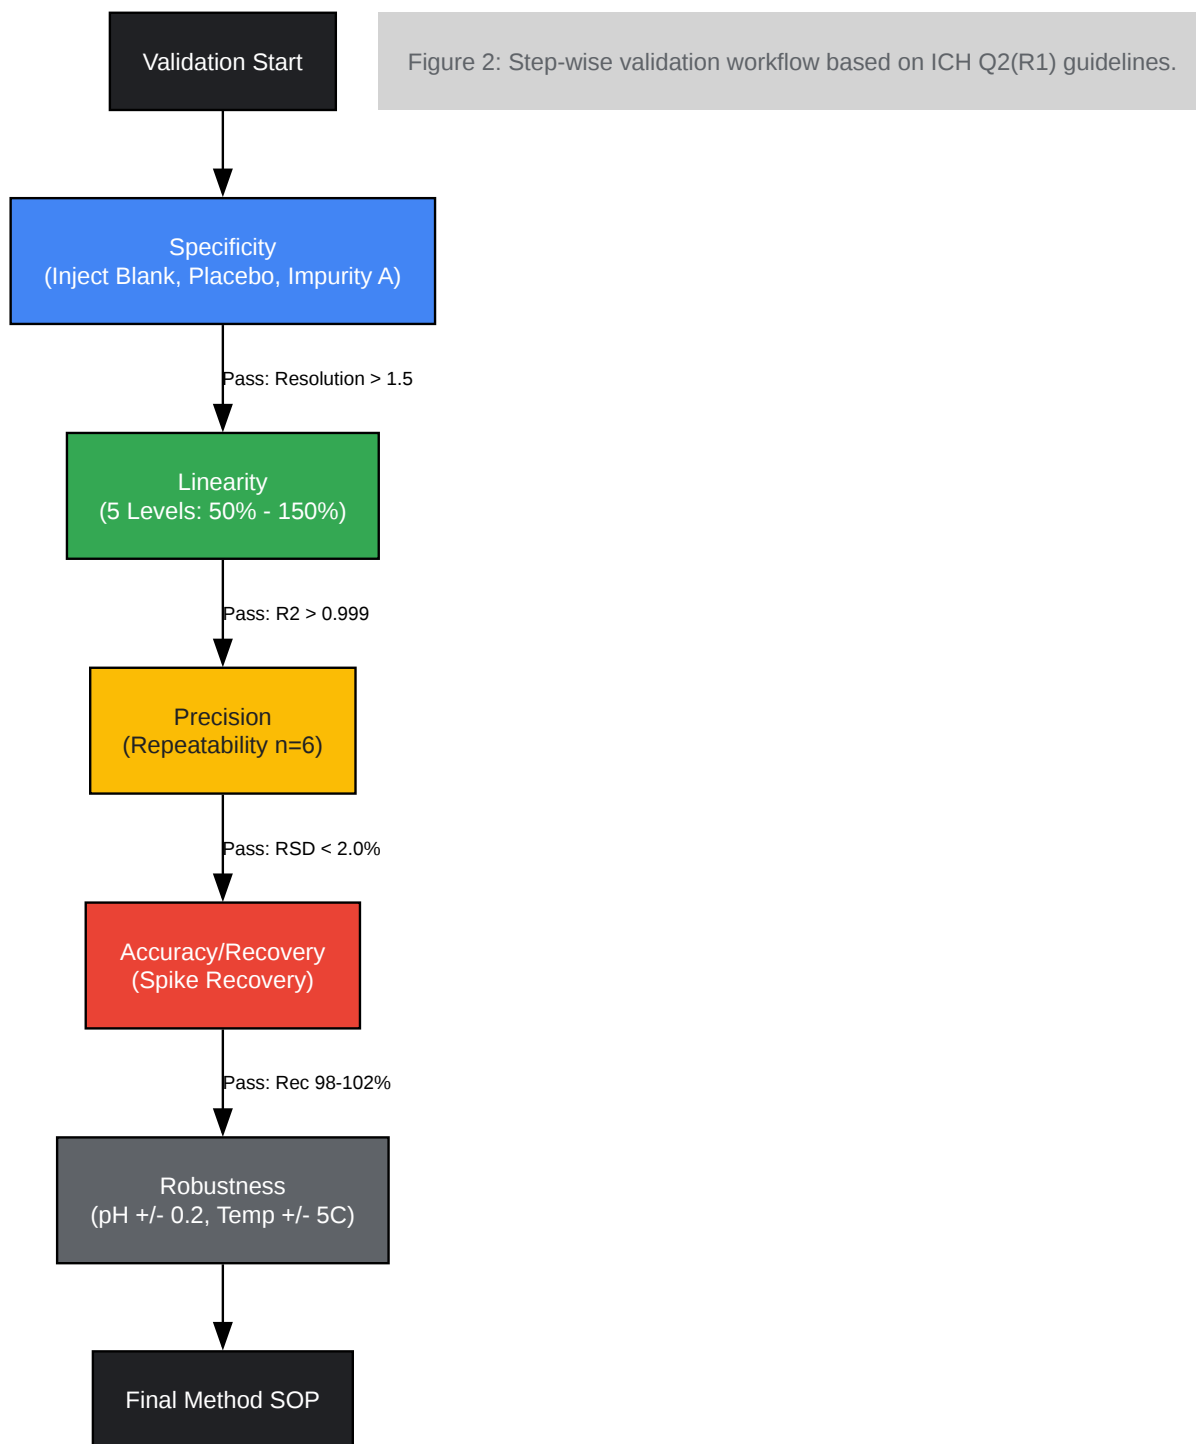 Validation Start
Figure 2: Step-wise validation workflow based on ICH Q2(R1) guidelines.
Specificity
(Inject Blank, Placebo, Impurity A)
Pass: Resolution > 1.5
Linearity
(5 Levels: 50% - 150%)
Pass: R2 > 0.999
Precision
(Repeatability n=6)
Pass: RSD < 2.0%
Accuracy/Recovery
(Spike Recovery)
Pass: Rec 98-102%
Robustness
(pH +/- 0.2, Temp +/- 5C)
Final Method SOP